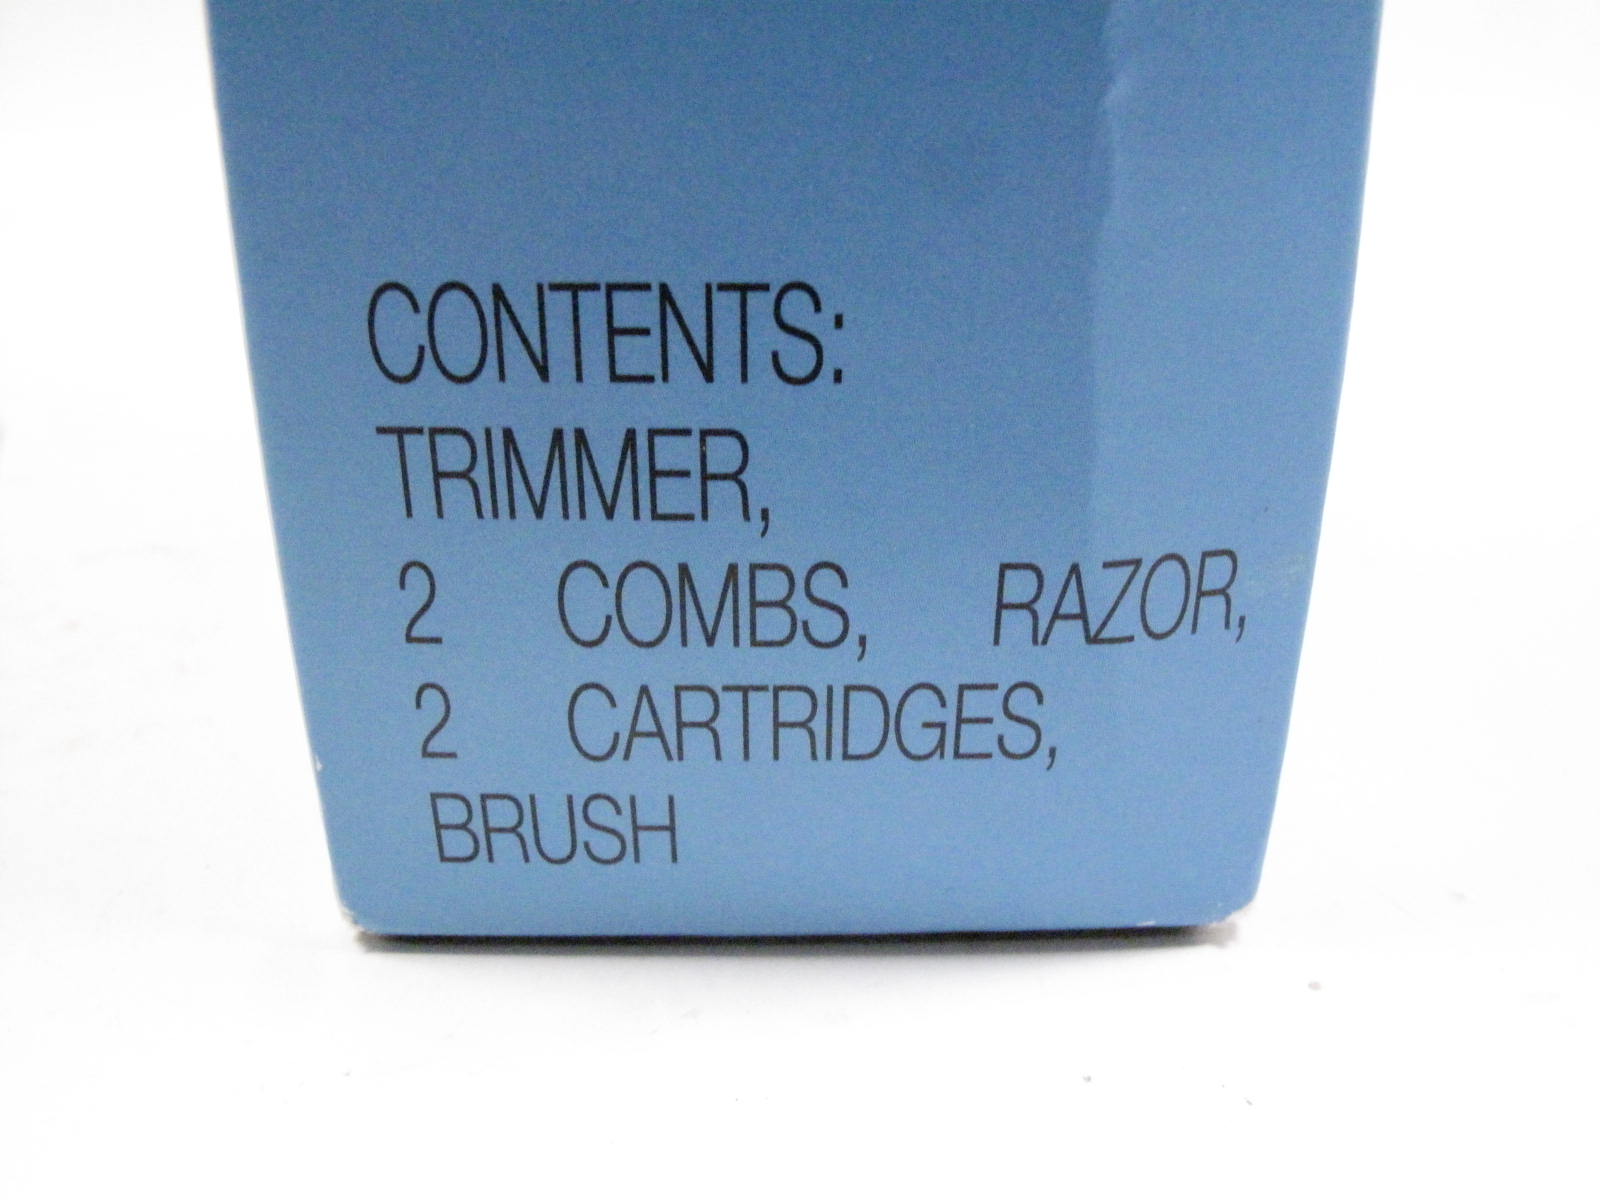 CONTENTS:
TRIMMER,
2 COMBS, RAZOR,
2 CARTRIDGES,
BRUSH